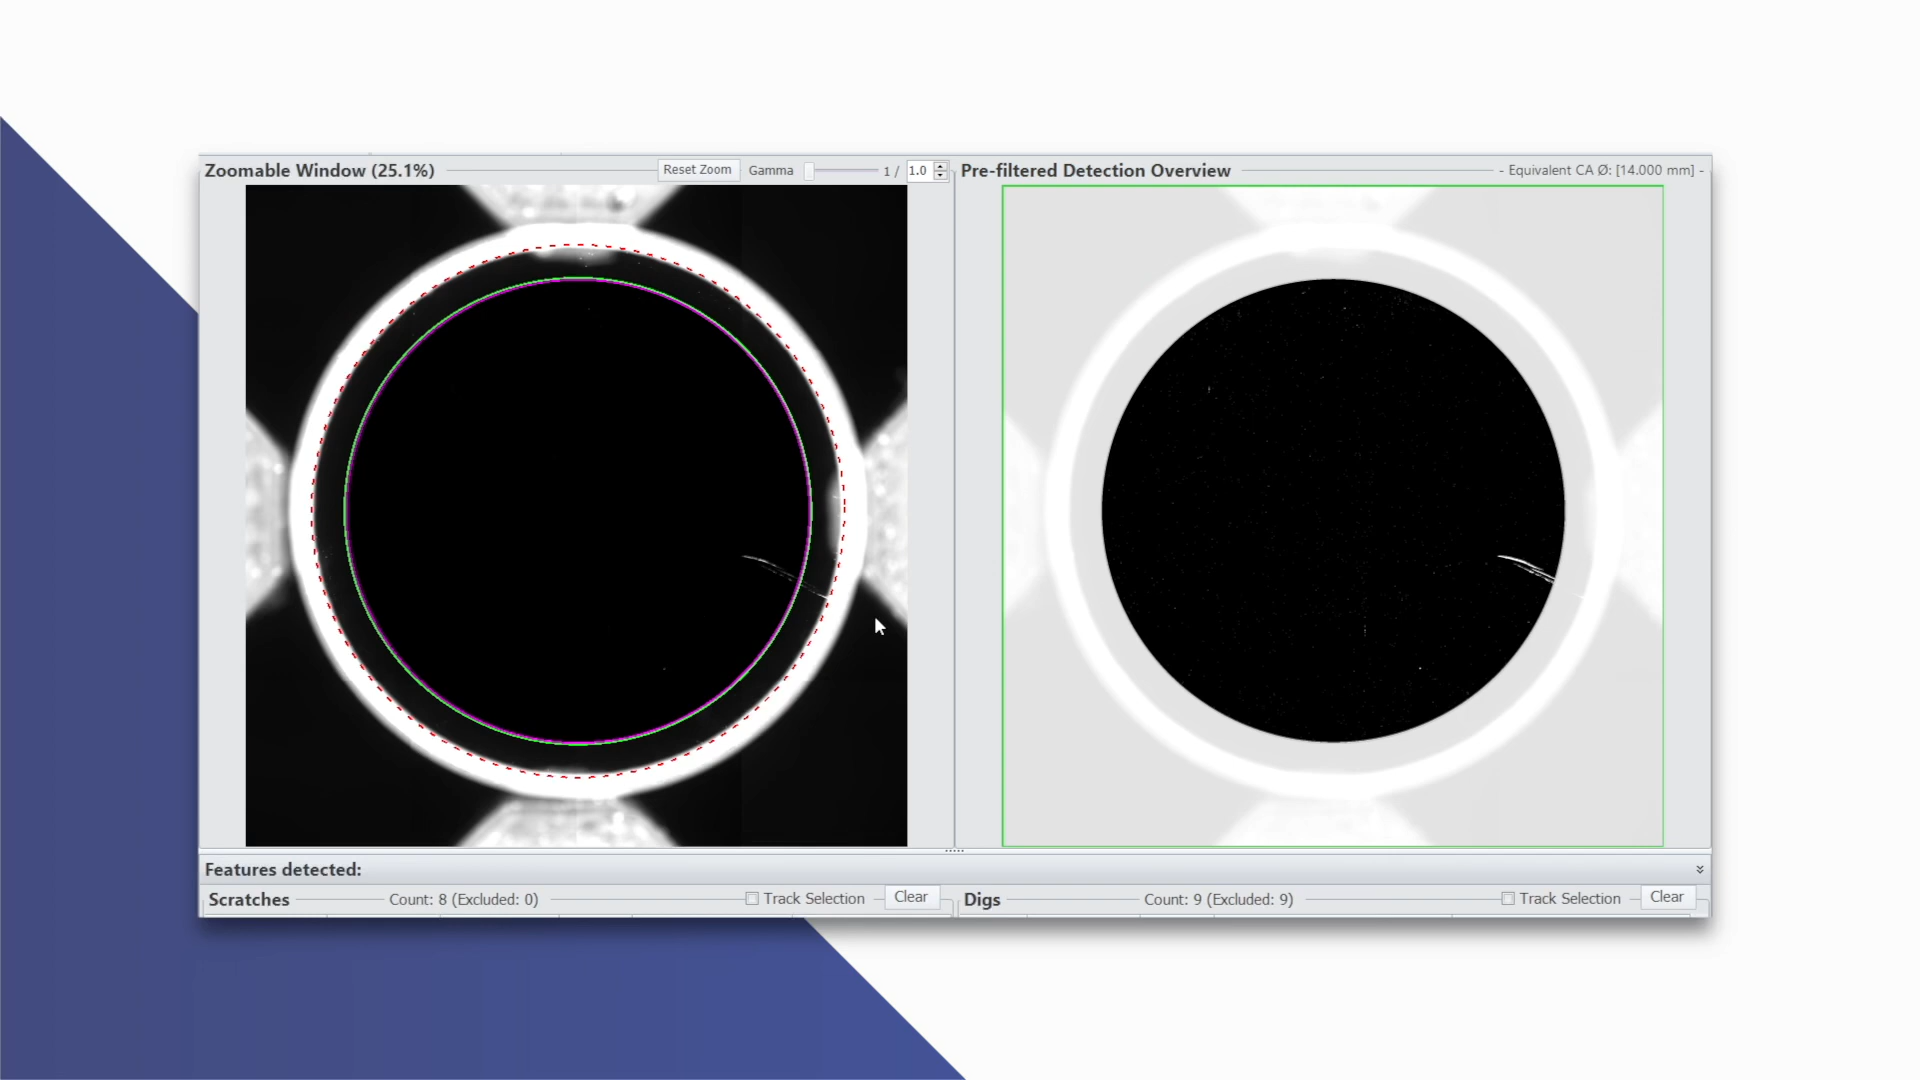 Zoomable Window (25.1%) Reset Zoom Gamma 1 / 1.0
Pre-filtered Detection Overview - Equivalent CA Ø: [14.000 mm] -
Features detected:
Scratches Count: 8 (Excluded: 0) Track Selection Clear
Digs Count: 9 (Excluded: 9) Track Selection Clear